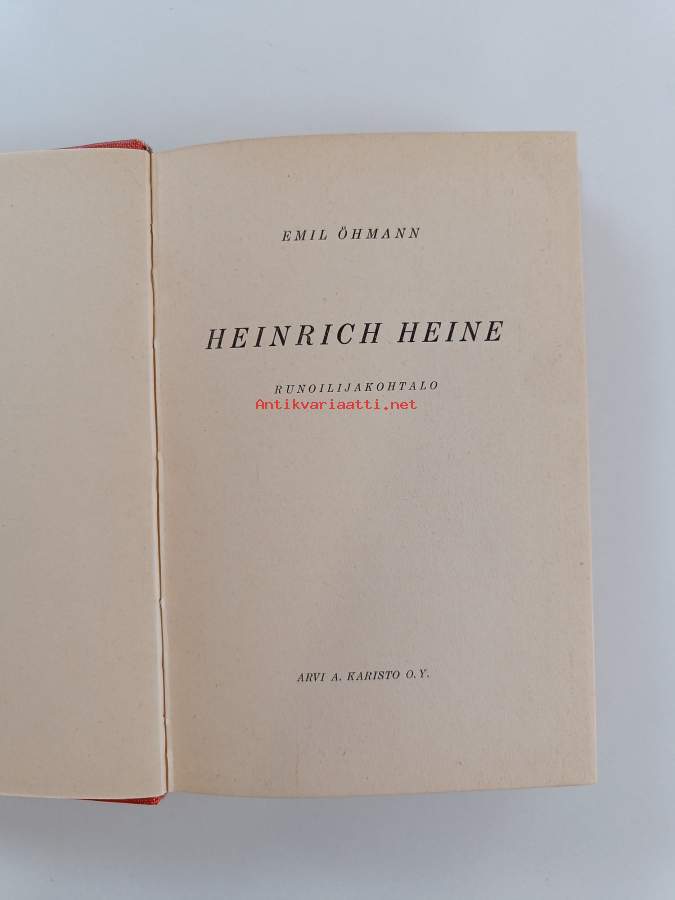 EMIL ÖHMANN
HEINRICH HEINE
RUNOILIJAKOHTALO
Antikvariaatti.net
ARVI A. KARISTO O.Y.